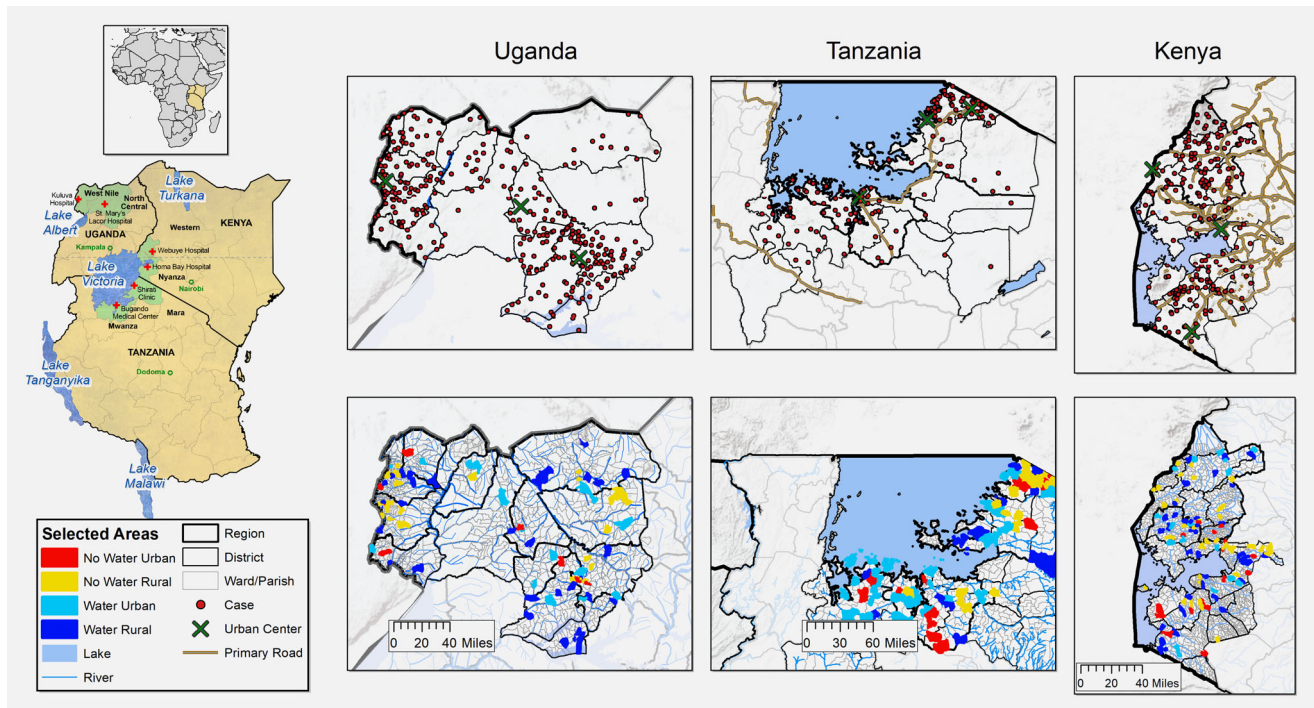 Uganda
Tanzania
Kenya
Kuluva
Hospital
West Nile
North
Central
St. Mary's
Lacor Hospital
Lake
Turkana
Lake
Albert
UGANDA
KENYA
Western
Kampala
Webuye Hospital
Homa Bay Hospital
Lake
Victoria
Nyanza
Shirati
Clinic
Nairobi
Bugando
Medical Center
Mara
Mwanza
TANZANIA
Lake
Tanganyika
Dodoma
Lake
Malawi
Selected Areas
No Water Urban
No Water Rural
Water Urban
Water Rural
Lake
River
Region
District
Ward/Parish
Case
Urban Center
Primary Road
0 20 40 Miles
0 30 60 Miles
0 20 40 Miles